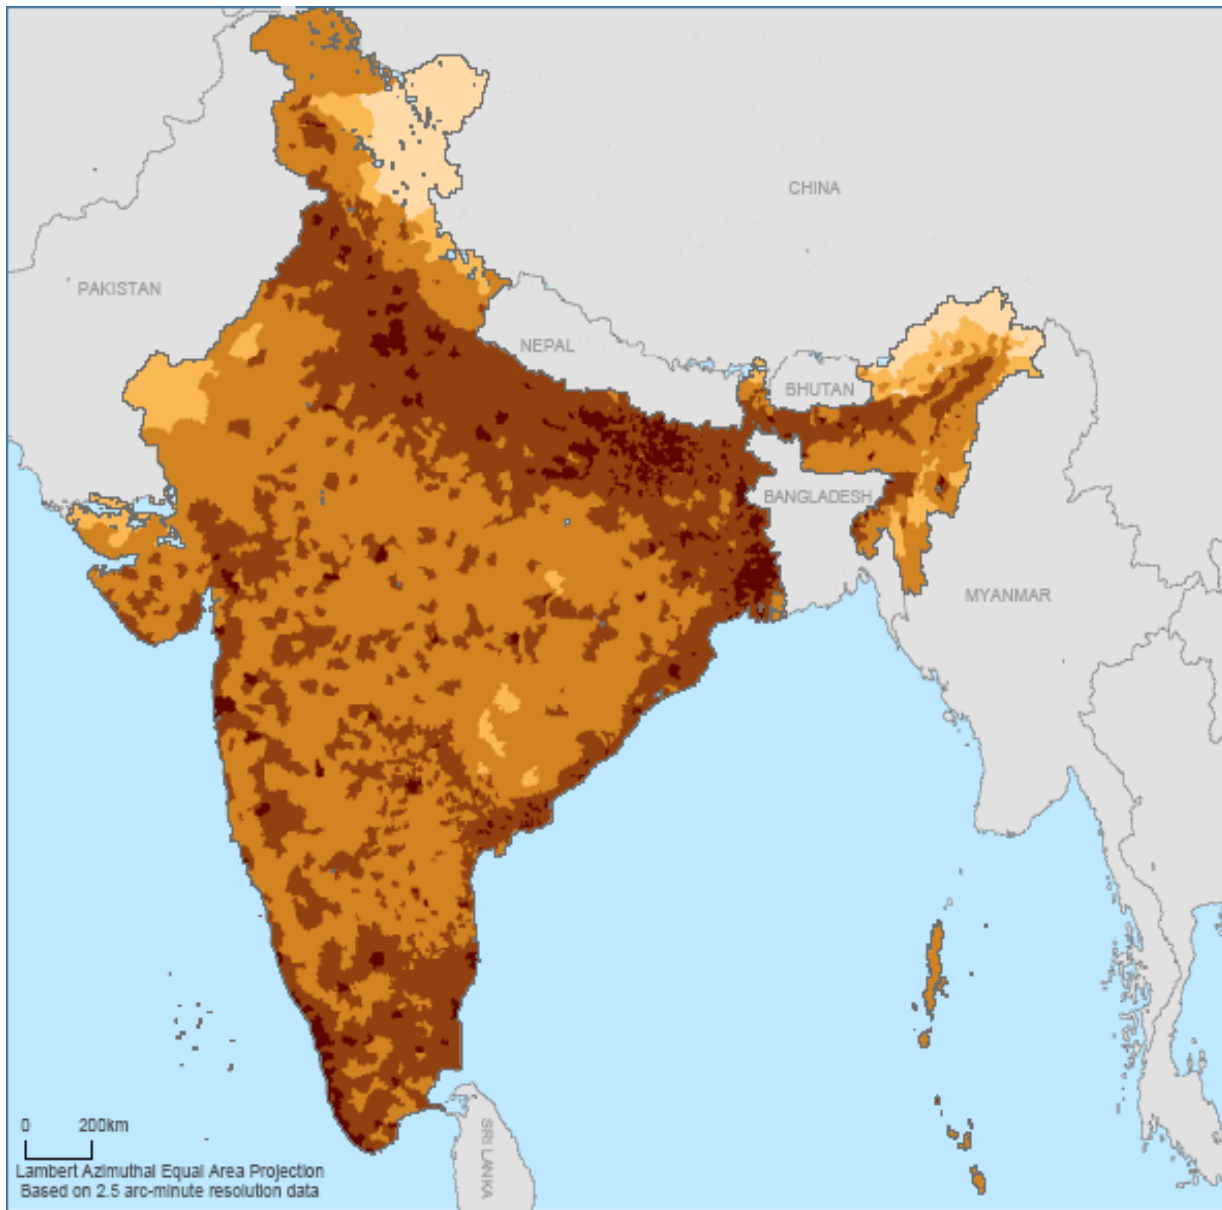 CHINA
PAKISTAN
NEPAL
BHUTAN
BANGLADESH
MYANMAR
SRI LANKA
0 200km
Lambert Azimuthal Equal Area Projection
Based on 2.5 arc-minute resolution data